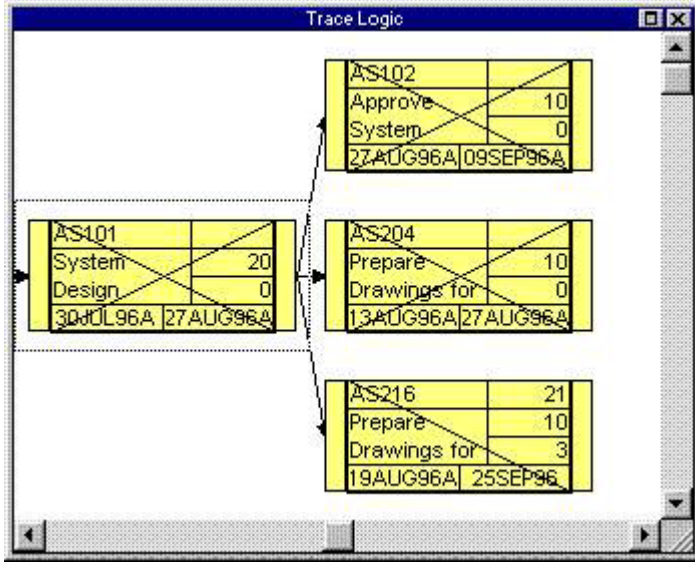 Trace Logic
AS102
Approve 10
System 0
27AUG96A 09SEP96A
AS101
System 20
Design 0
30JUL96A 27AUG96A
AS204
Prepare 10
Drawings for 0
13AUG96A 27AUG96A
AS216 21
Prepare 10
Drawings for 3
19AUG96A 25SEP96